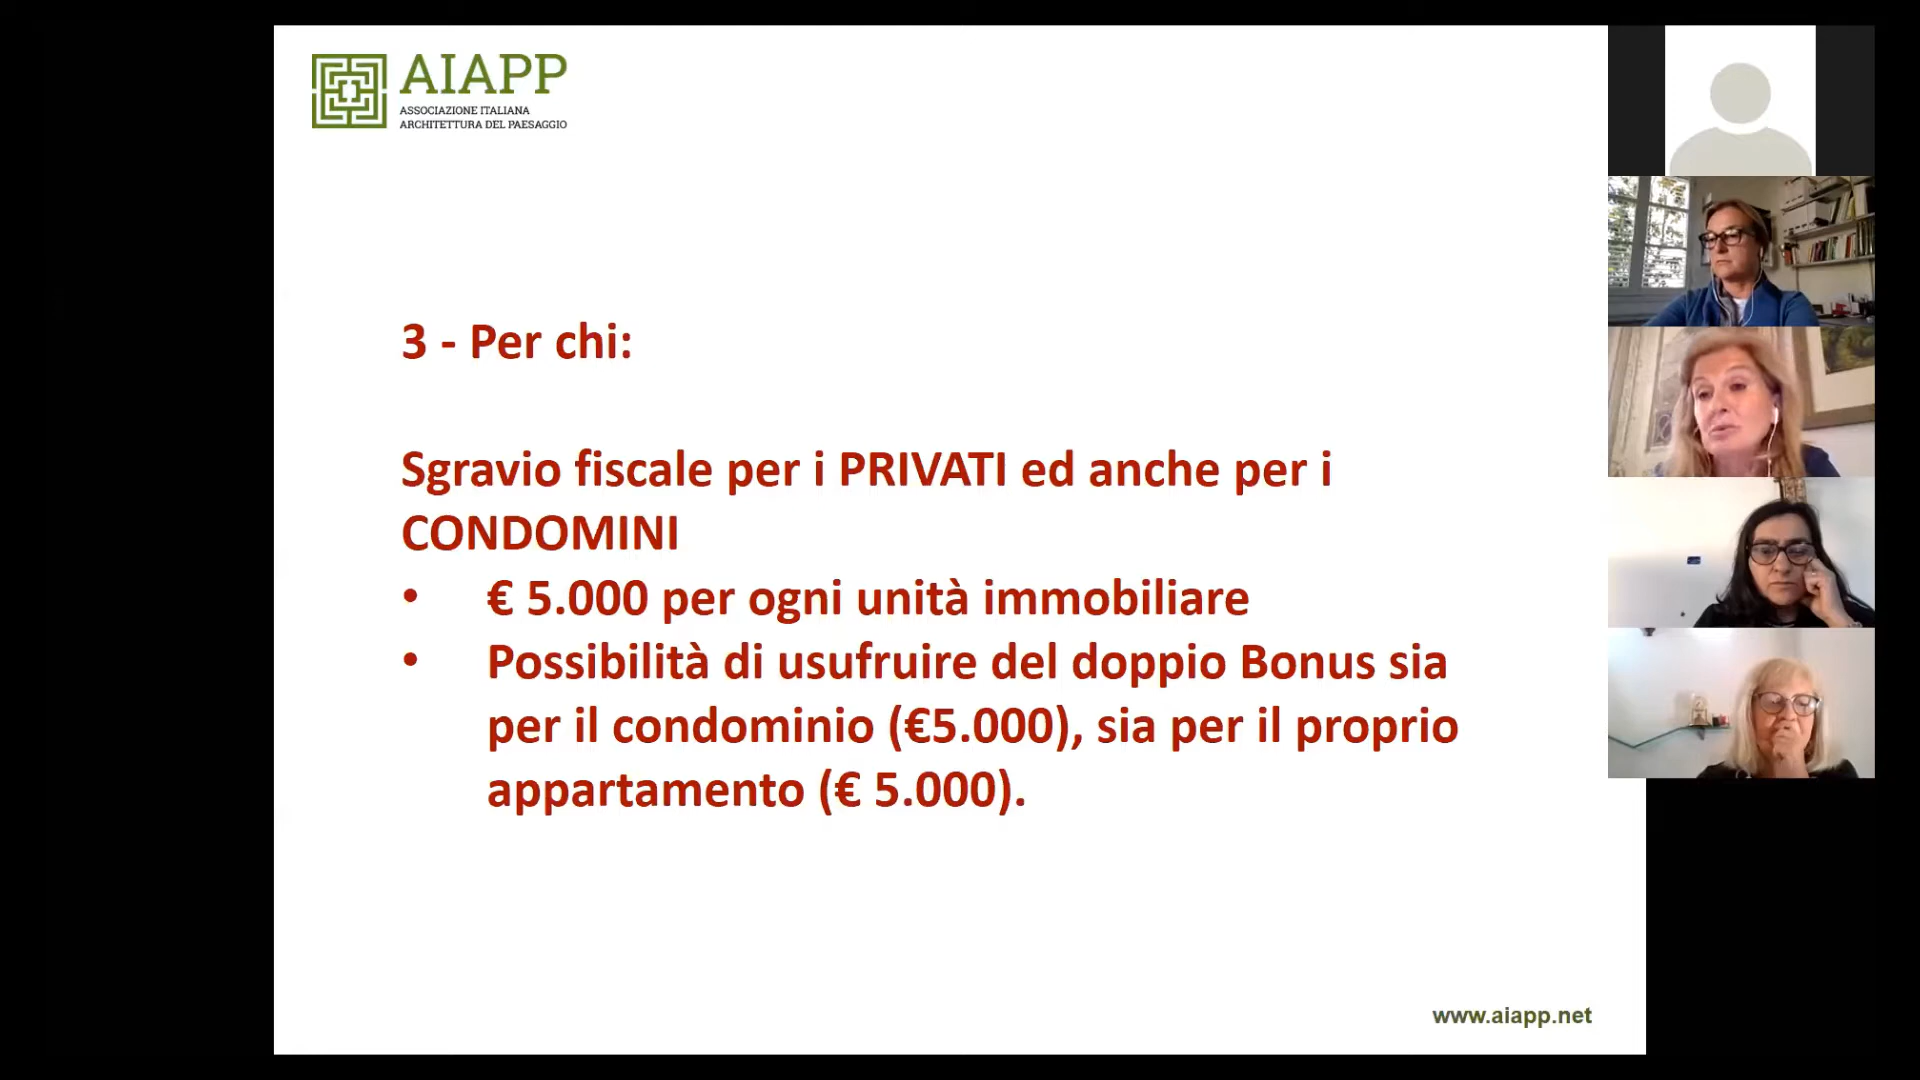 AIAPP
ASSOCIAZIONE ITALIANA
ARCHITETTURA DEL PAESAGGIO
3 - Per chi:
Sgravio fiscale per i PRIVATI ed anche per i
CONDOMINI
• € 5.000 per ogni unità immobiliare
• Possibilità di usufruire del doppio Bonus sia
per il condominio (€5.000), sia per il proprio
appartamento (€ 5.000).
www.aiapp.net